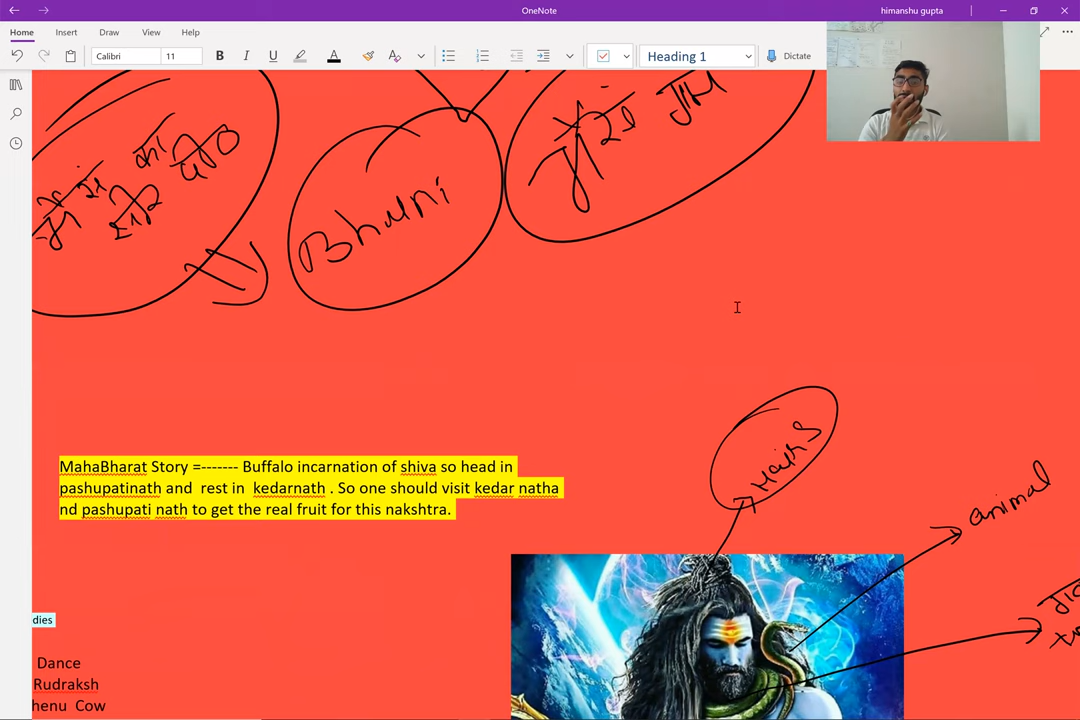 OneNote
himanshu gupta
Home Insert Draw View Help
Calibri 11 B I U A Heading 1 Dictate
Bhulni
MahaBharat Story =------- Buffalo incarnation of shiva so head in
pashupatinath and rest in kedarnath . So one should visit kedar natha
nd pashupati nath to get the real fruit for this nakshtra.
animal
dies
Dance
Rudraksh
henu Cow